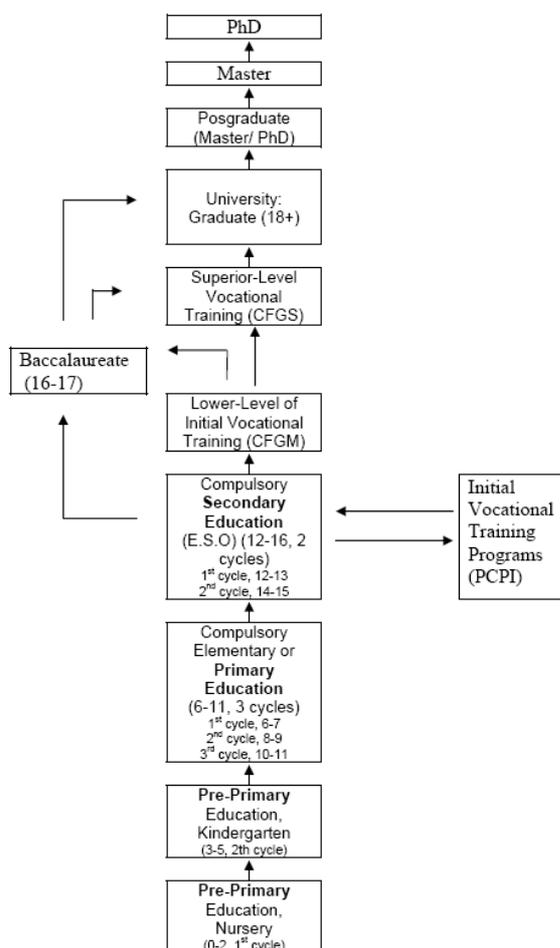 PhD
Master
Posgraduate
(Master/ PhD)
University:
Graduate (18+)
Superior-Level
Vocational
Training (CFGS)
Baccalaureate
(16-17)
Lower-Level of
Initial Vocational
Training (CFGM)
Compulsory
Secondary
Education
(E.S.O) (12-16, 2
cycles)
1st cycle, 12-13
2nd cycle, 14-15
Initial
Vocational
Training
Programs
(PCPI)
Compulsory
Elementary or
Primary
Education
(6-11, 3 cycles)
1st cycle, 6-7
2nd cycle, 8-9
3rd cycle, 10-11
Pre-Primary
Education,
Kindergarten
(3-5, 2th cycle)
Pre-Primary
Education,
Nursery
(0-2, 1st cycle)